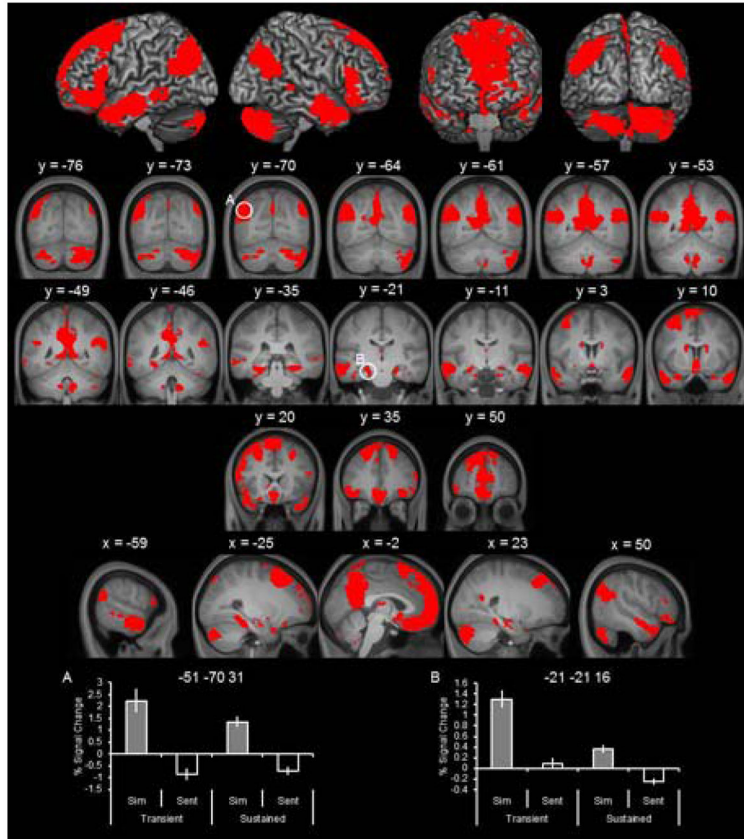 y = -76 y = -73 y = -70 y = -64 y = -61 y = -57 y = -53
A
y = -49 y = -46 y = -35 y = -21 y = -11 y = 3 y = 10
B
y = 20 y = 35 y = 50
x = -59 x = -25 x = -2 x = 23 x = 50
A -51 -70 31
% Signal Change
2.5
2
1.5
1
0.5
0
-0.5
-1
-1.5
Sim Sent Sim Sent
Transient Sustained
B -21 -21 16
% Signal Change
1.6
1.4
1.2
1
0.8
0.6
0.4
0.2
0
-0.2
-0.4
Sim Sent Sim Sent
Transient Sustained